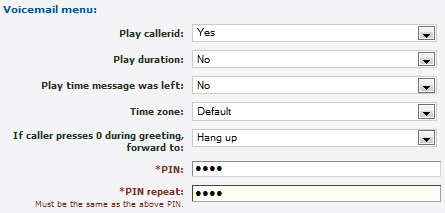 Voicemail menu:
Play callerid: Yes
Play duration: No
Play time message was left: No
Time zone: Default
If caller presses 0 during greeting,
forward to: Hang up
*PIN: ••••
*PIN repeat: ••••
Must be the same as the above PIN.